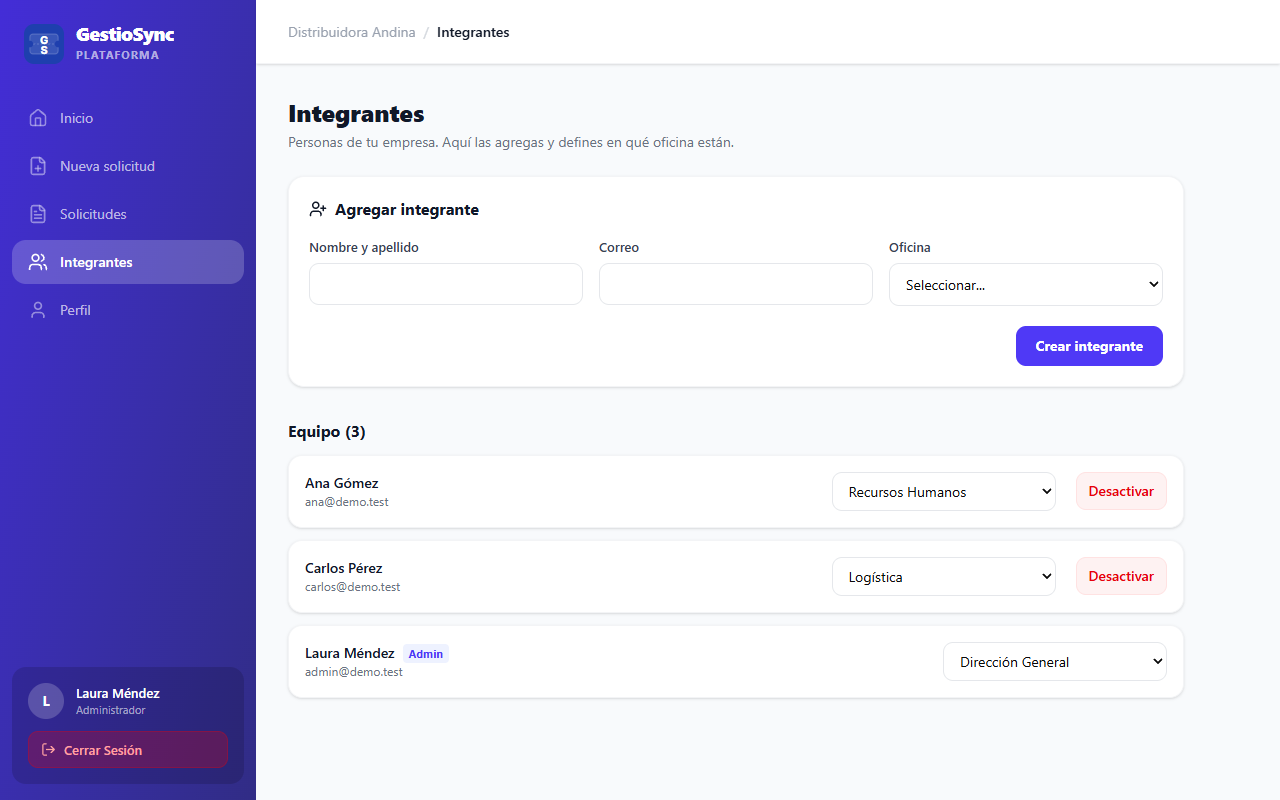 GS
GestioSync
PLATAFORMA
Inicio
Nueva solicitud
Solicitudes
Integrantes
Perfil
Laura Méndez
L
Administrador
Cerrar Sesión
Distribuidora Andina / Integrantes
Integrantes
Personas de tu empresa. Aquí las agregas y defines en qué oficina están.
Agregar integrante
Nombre y apellido
Correo
Oficina
Seleccionar...
Crear integrante
Equipo (3)
Ana Gómez
ana@demo.test
Recursos Humanos
Desactivar
Carlos Pérez
carlos@demo.test
Logística
Desactivar
Laura Méndez Admin
admin@demo.test
Dirección General